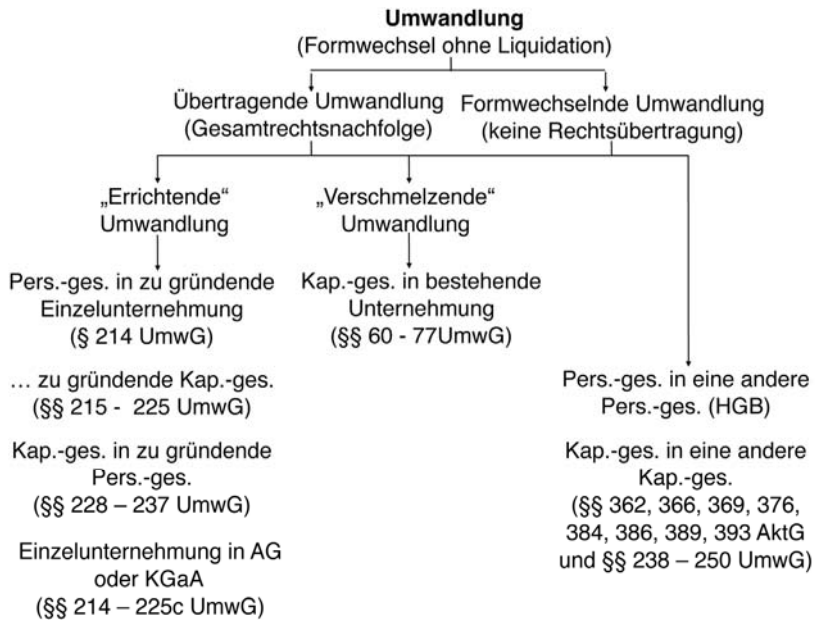 Umwandlung
(Formwechsel ohne Liquidation)
Übertragende Umwandlung
(Gesamtrechtsnachfolge)
Formwechselnde Umwandlung
(keine Rechtsübertragung)
„Errichtende“
Umwandlung
„Verschmelzende“
Umwandlung
Pers.-ges. in zu gründende
Einzelunternehmung
(§ 214 UmwG)
Kap.-ges. in bestehende
Unternehmung
(§§ 60 - 77UmwG)
... zu gründende Kap.-ges.
(§§ 215 - 225 UmwG)
Kap.-ges. in zu gründende
Pers.-ges.
(§§ 228 – 237 UmwG)
Einzelunternehmung in AG
oder KGaA
(§§ 214 – 225c UmwG)
Pers.-ges. in eine andere
Pers.-ges. (HGB)
Kap.-ges. in eine andere
Kap.-ges.
(§§ 362, 366, 369, 376,
384, 386, 389, 393 AktG
und §§ 238 – 250 UmwG)